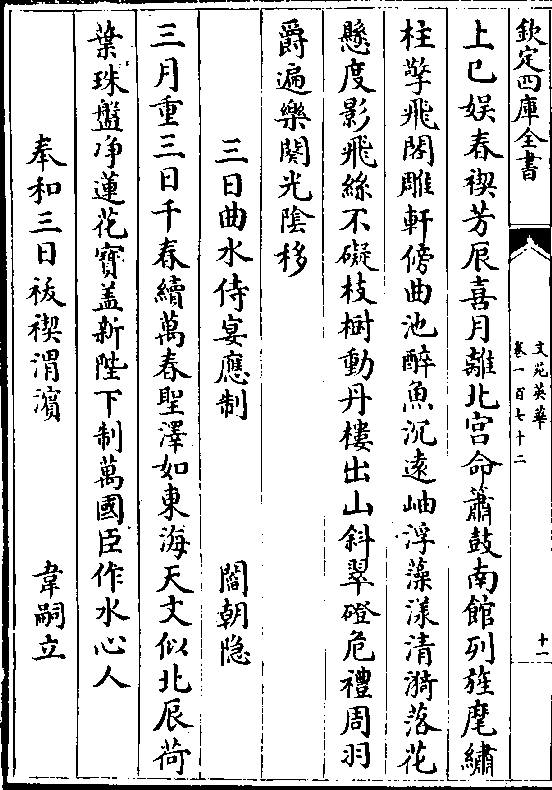 欽定四庫全書
文苑英華
卷一百七十二
十一
上巳娱春禊芳辰喜月離北宫命簫鼓南館列旌麾繡
柱擎飛閣雕軒傍曲池醉魚沉遠岫浮藻漾清漪落花
懸度影飛絲不礙枝樹動丹樓出山斜翠磴危禮周羽
爵遍樂闋光陰移
三日曲水侍宴應制
閻朝隐
三月重三日千春續萬春聖澤如東海天文似北辰荷
葉珠盤净蓮花寶盖新陛下制萬國臣作水心人
奉和三日袚禊渭濱
韋嗣立